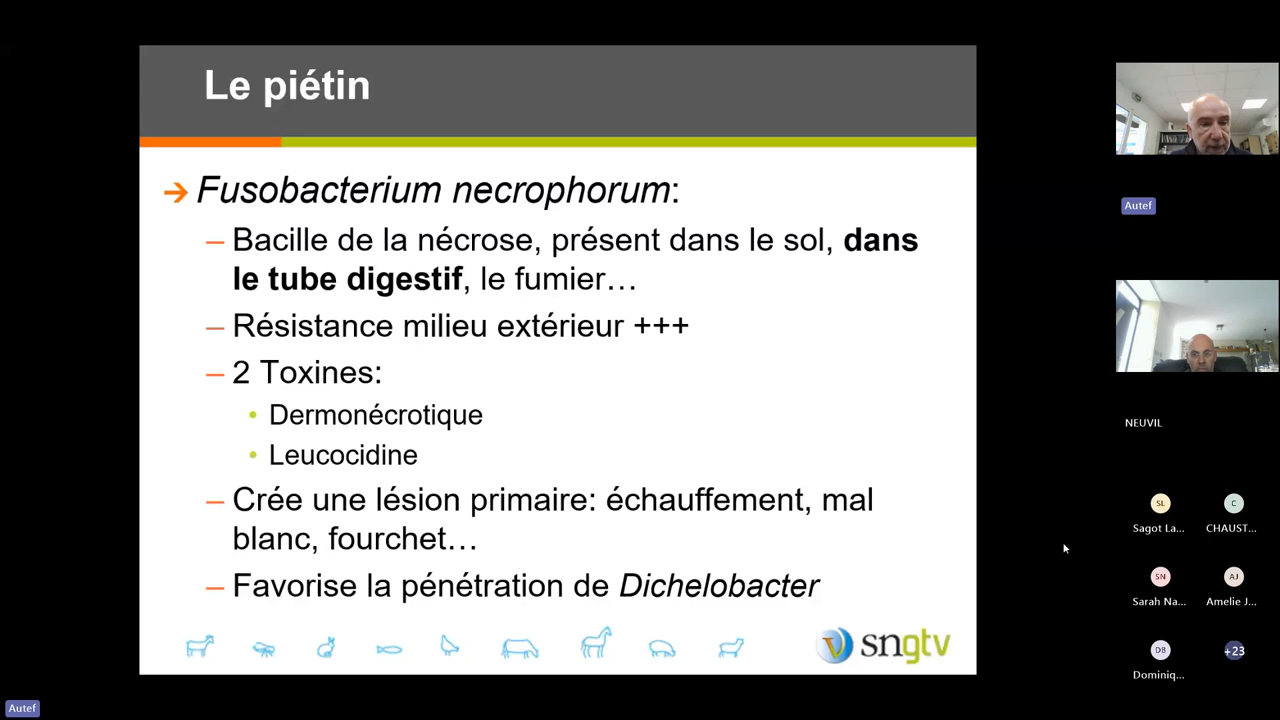 Le piétin
→ Fusobacterium necrophorum:
– Bacille de la nécrose, présent dans le sol, dans
le tube digestif, le fumier…
– Résistance milieu extérieur +++
– 2 Toxines:
• Dermonécrotique
• Leucocidine
– Crée une lésion primaire: échauffement, mal
blanc, fourchet…
– Favorise la pénétration de Dichelobacter
sngtv
Autef
NEUVIL
SL
C
Sagot La...
CHAUST...
SN
AJ
Sarah Na...
Amelie J...
DB
+23
Dominiq...
Autef